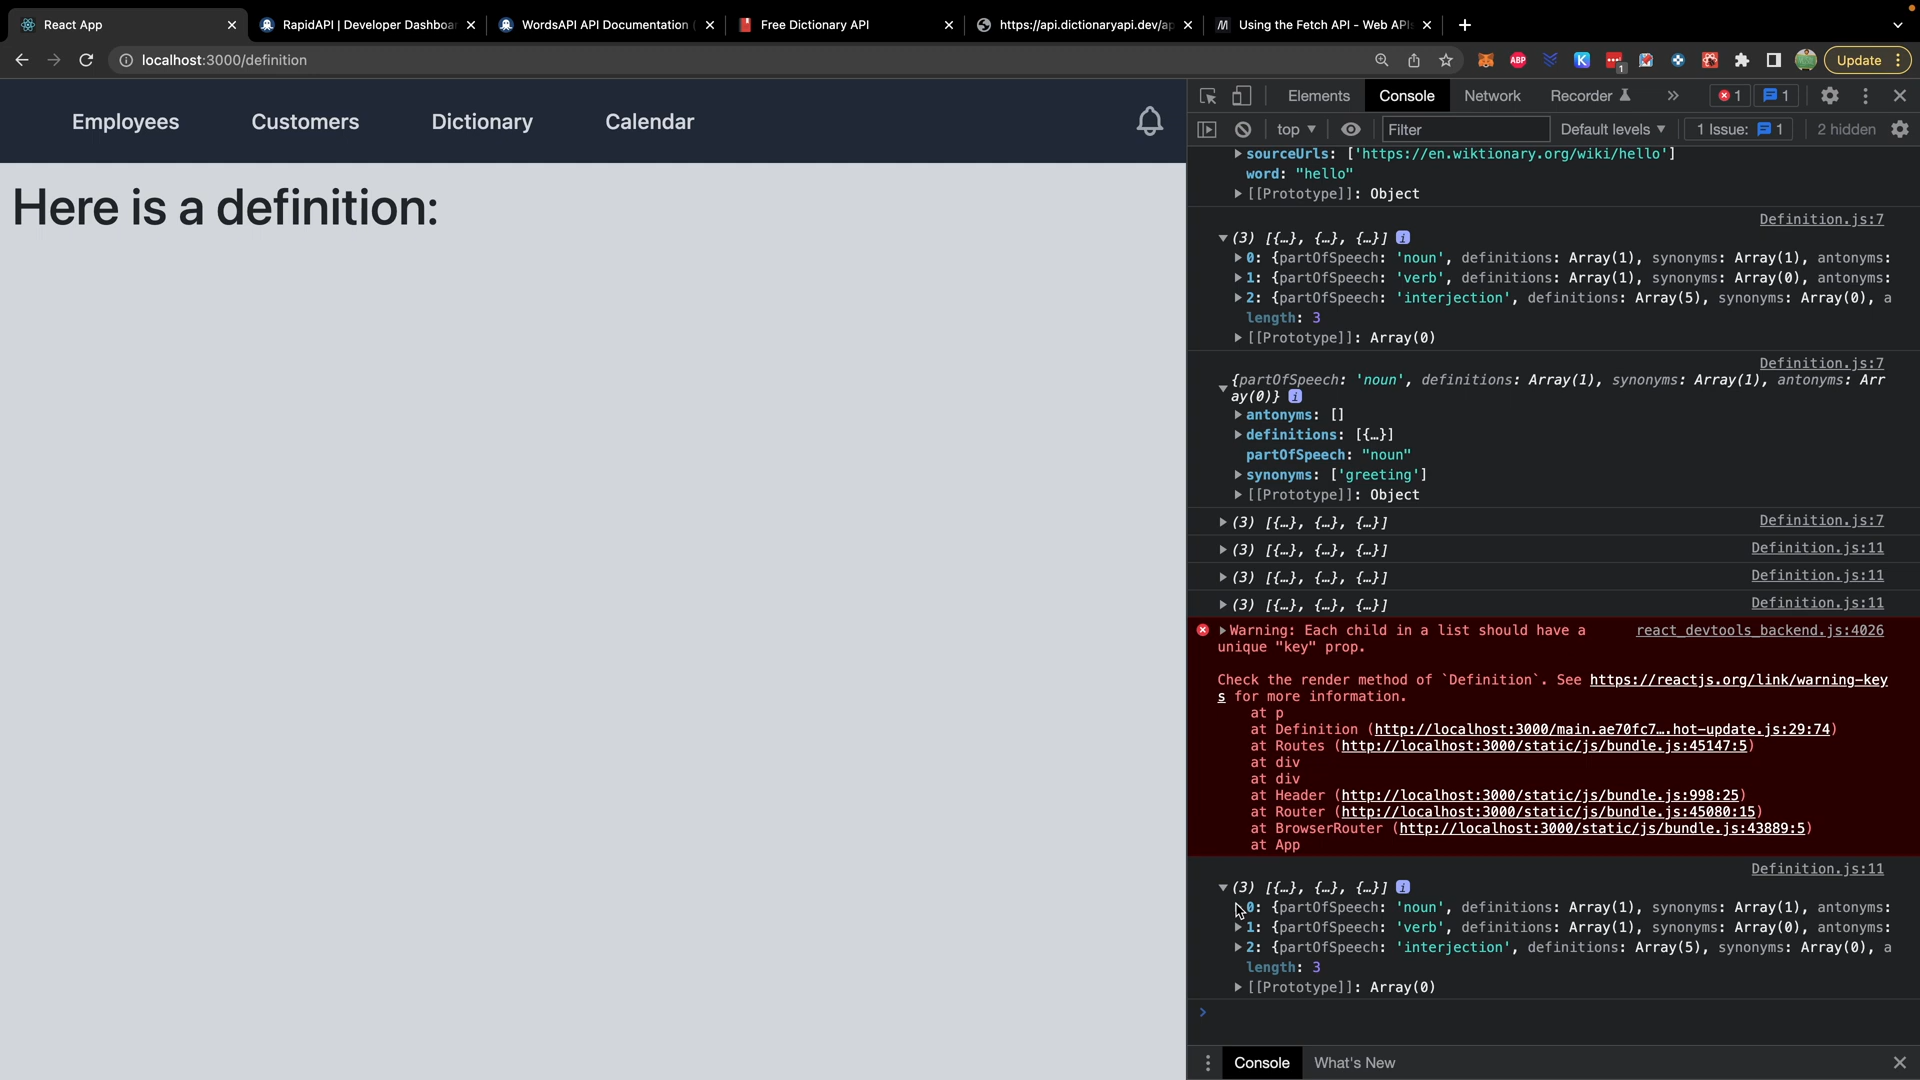 React App
RapidAPI | Developer Dashboar
WordsAPI API Documentation (
Free Dictionary API
https://api.dictionaryapi.dev/ap
Using the Fetch API - Web APIs
localhost:3000/definition
ABP
K
1
Update
Employees
Customers
Dictionary
Calendar
Here is a definition:
Elements
Console
Network
Recorder
1
1
top
Filter
Default levels
1 Issue:
1
2 hidden
sourceUrls: ['https://en.wiktionary.org/wiki/hello']
word: "hello"
[[Prototype]]: Object
Definition.js:7
(3) [{…}, {…}, {…}] i
0: {partOfSpeech: 'noun', definitions: Array(1), synonyms: Array(1), antonyms:
1: {partOfSpeech: 'verb', definitions: Array(1), synonyms: Array(0), antonyms:
2: {partOfSpeech: 'interjection', definitions: Array(5), synonyms: Array(0), a
length: 3
[[Prototype]]: Array(0)
Definition.js:7
{partOfSpeech: 'noun', definitions: Array(1), synonyms: Array(1), antonyms: Arr
ay(0)} i
antonyms: []
definitions: [{…}]
partOfSpeech: "noun"
synonyms: ['greeting']
[[Prototype]]: Object
(3) [{…}, {…}, {…}] Definition.js:7
(3) [{…}, {…}, {…}] Definition.js:11
(3) [{…}, {…}, {…}] Definition.js:11
(3) [{…}, {…}, {…}] Definition.js:11
Warning: Each child in a list should have a react_devtools_backend.js:4026
unique "key" prop.
Check the render method of `Definition`. See https://reactjs.org/link/warning-key
s for more information.
at p
at Definition (http://localhost:3000/main.ae70fc7….hot-update.js:29:74)
at Routes (http://localhost:3000/static/js/bundle.js:45147:5)
at div
at div
at Header (http://localhost:3000/static/js/bundle.js:998:25)
at Router (http://localhost:3000/static/js/bundle.js:45080:15)
at BrowserRouter (http://localhost:3000/static/js/bundle.js:43889:5)
at App
Definition.js:11
(3) [{…}, {…}, {…}] i
0: {partOfSpeech: 'noun', definitions: Array(1), synonyms: Array(1), antonyms:
1: {partOfSpeech: 'verb', definitions: Array(1), synonyms: Array(0), antonyms:
2: {partOfSpeech: 'interjection', definitions: Array(5), synonyms: Array(0), a
length: 3
[[Prototype]]: Array(0)
Console
What's New